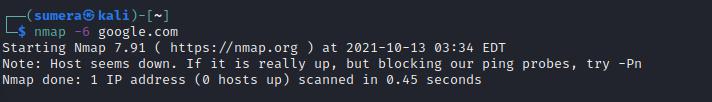 ┌──(sumera㉿kali)-[~]
└─$ nmap -6 google.com
Starting Nmap 7.91 ( https://nmap.org ) at 2021-10-13 03:34 EDT
Note: Host seems down. If it is really up, but blocking our ping probes, try -Pn
Nmap done: 1 IP address (0 hosts up) scanned in 0.45 seconds